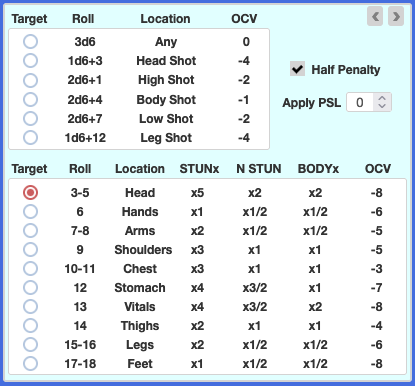 Target Roll Location OCV
3d6 Any 0
1d6+3 Head Shot -4
2d6+1 High Shot -2
2d6+4 Body Shot -1
2d6+7 Low Shot -2
1d6+12 Leg Shot -4
Half Penalty
Apply PSL 0
Target Roll Location STUNx N STUN BODYx OCV
3-5 Head x5 x2 x2 -8
6 Hands x1 x1/2 x1/2 -6
7-8 Arms x2 x1/2 x1/2 -5
9 Shoulders x3 x1 x1 -5
10-11 Chest x3 x1 x1 -3
12 Stomach x4 x3/2 x1 -7
13 Vitals x4 x3/2 x2 -8
14 Thighs x2 x1 x1 -4
15-16 Legs x2 x1/2 x1/2 -6
17-18 Feet x1 x1/2 x1/2 -8